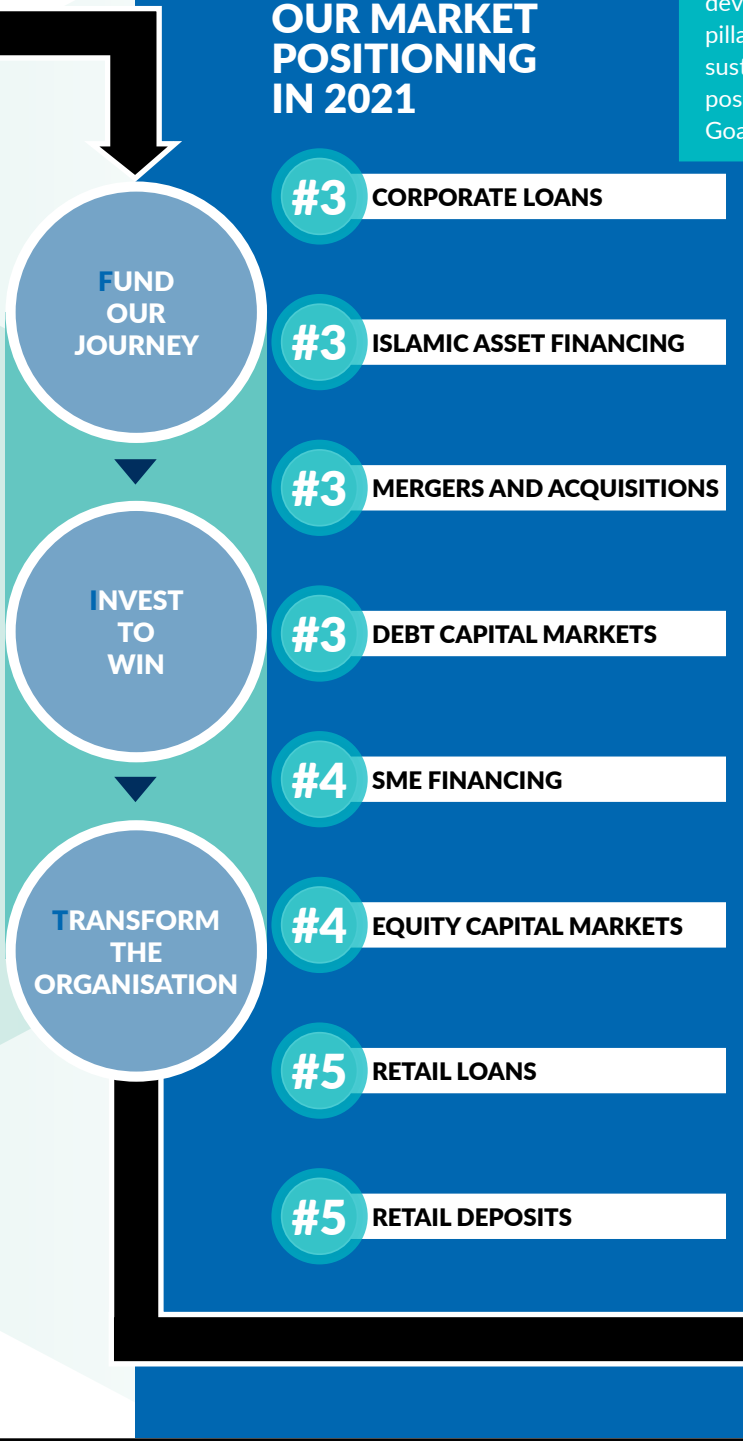 OUR MARKET
POSITIONING
IN 2021
FUND
OUR
JOURNEY
INVEST
TO
WIN
TRANSFORM
THE
ORGANISATION
#3 CORPORATE LOANS
#3 ISLAMIC ASSET FINANCING
#3 MERGERS AND ACQUISITIONS
#3 DEBT CAPITAL MARKETS
#4 SME FINANCING
#4 EQUITY CAPITAL MARKETS
#5 RETAIL LOANS
#5 RETAIL DEPOSITS